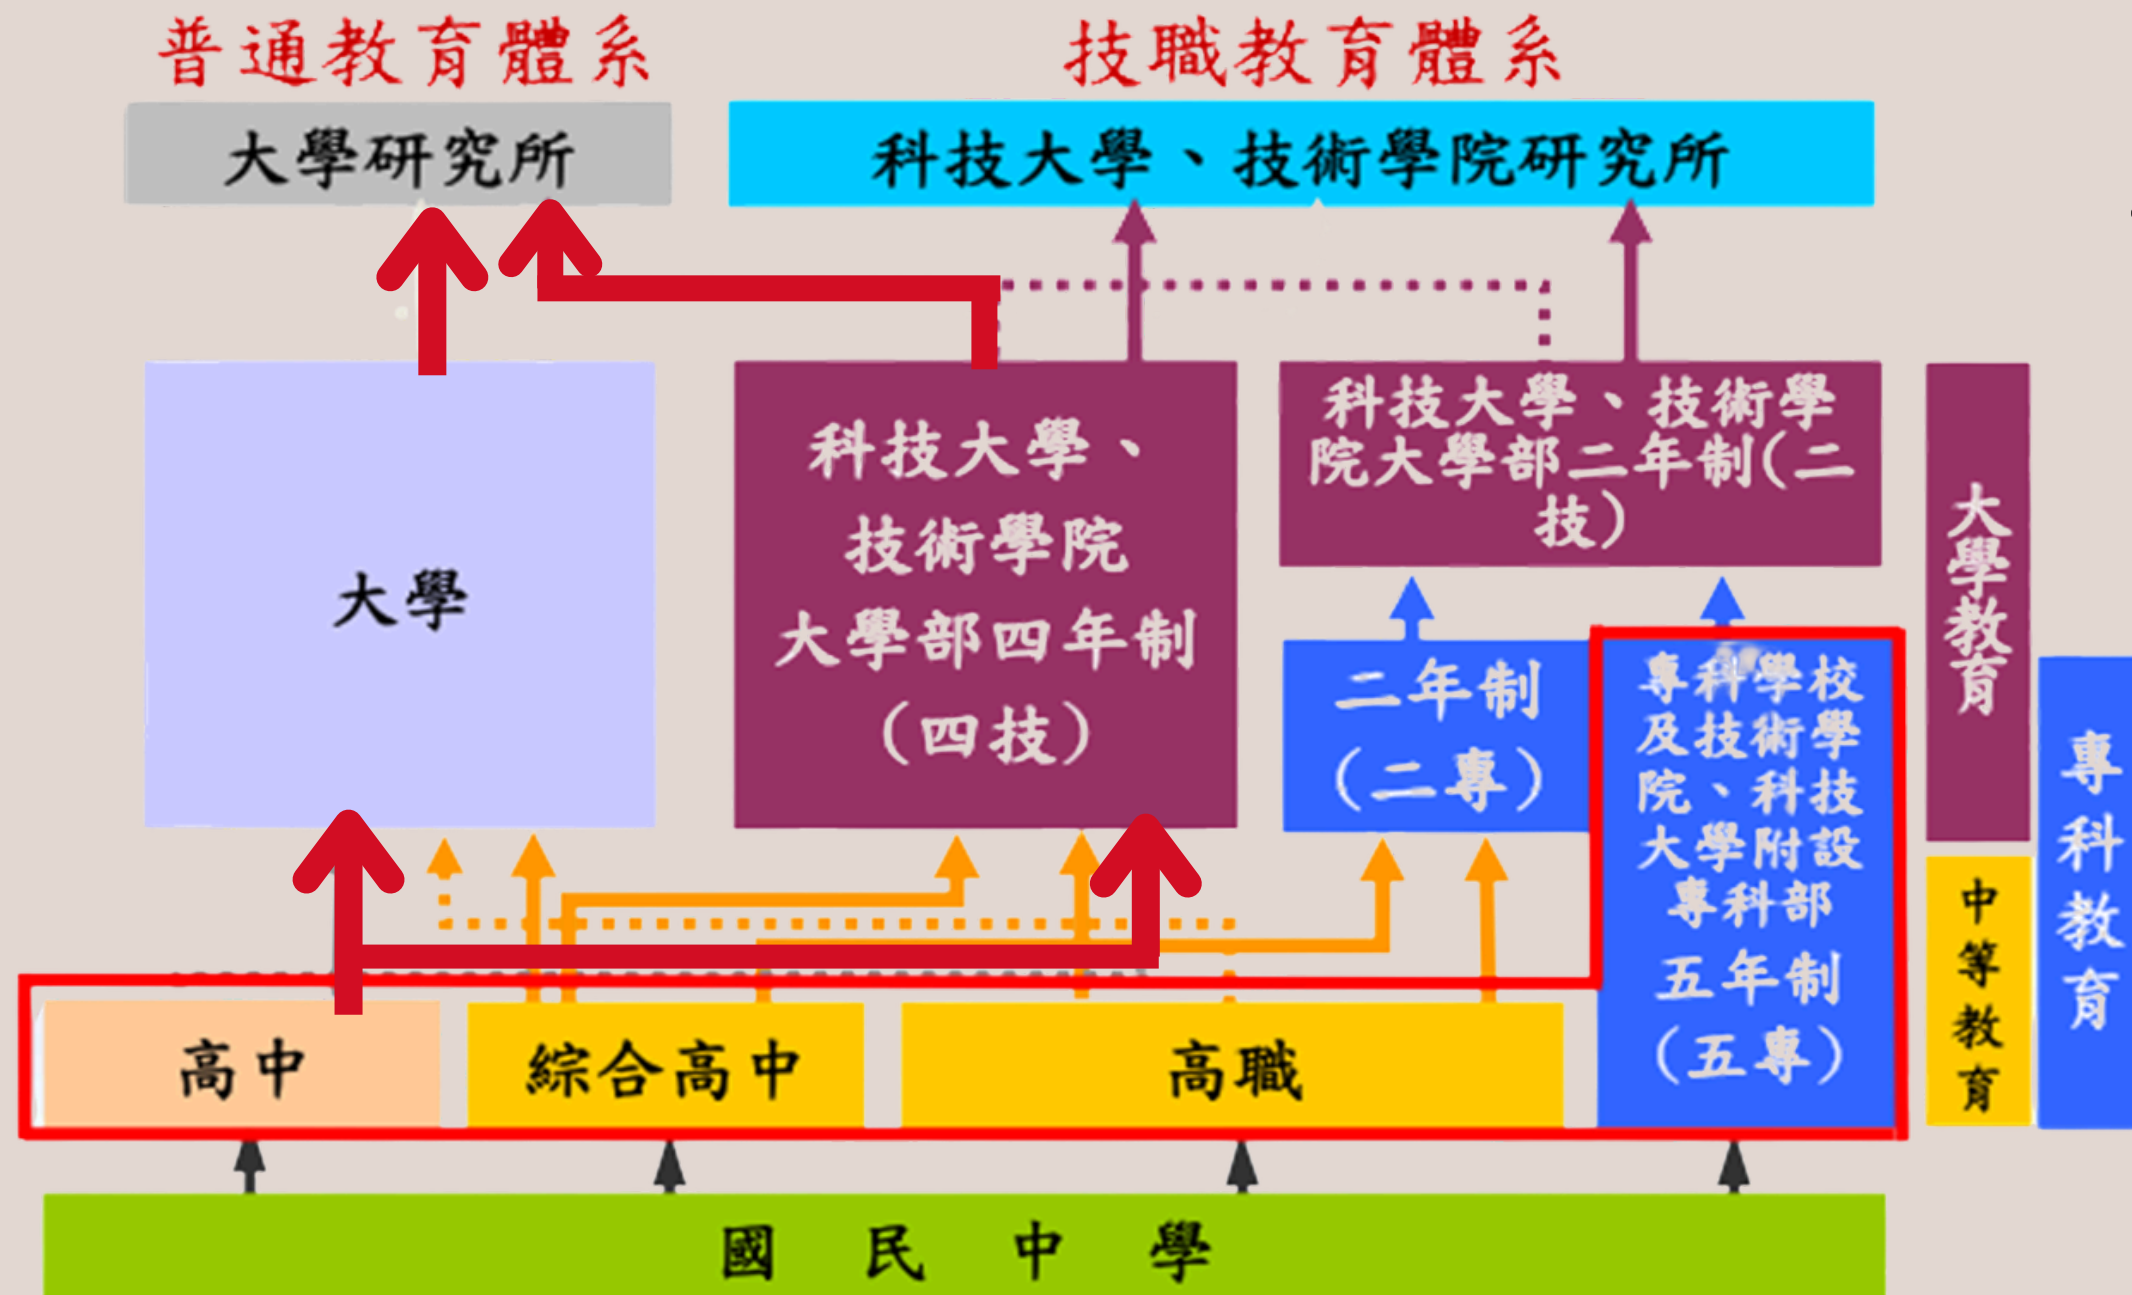 普通教育體系
技職教育體系
大學研究所
科技大學、技術學院研究所
大學
科技大學、
技術學院
大學部四年制
（四技）
科技大學、技術學
院大學部二年制(二
技)
二年制
（二專）
專科學校
及技術學
院、科技
大學附設
專科部
五年制
（五專）
大學教育
中等教育
專科教育
高中
綜合高中
高職
國民中學